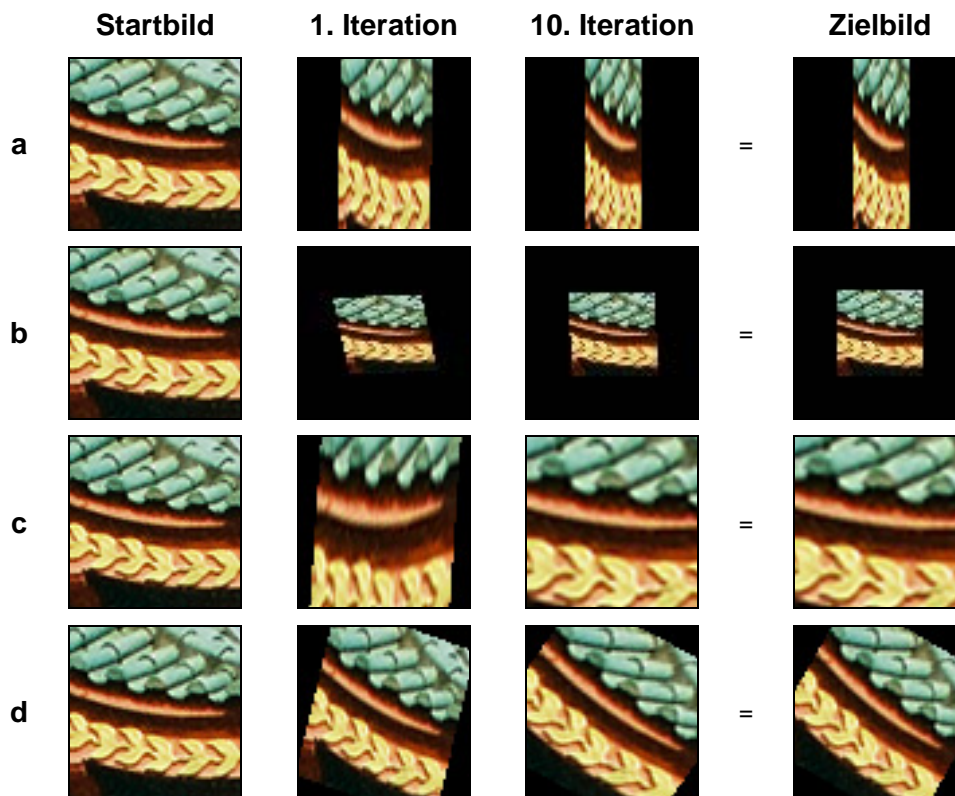 Startbild 1. Iteration 10. Iteration Zielbild
a =
b =
c =
d =